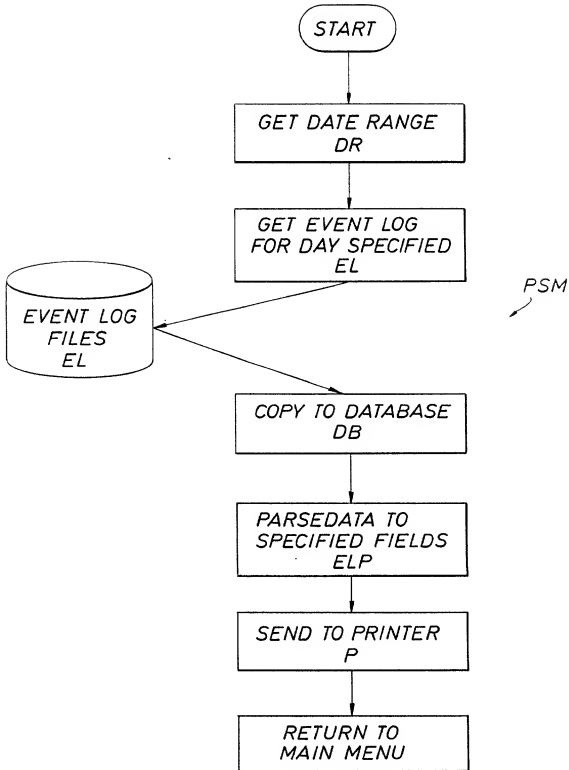 START
GET DATE RANGE
DR
GET EVENT LOG
FOR DAY SPECIFIED
EL
EVENT LOG
FILES
EL
PSM
COPY TO DATABASE
DB
PARSEDATA TO
SPECIFIED FIELDS
ELP
SEND TO PRINTER
P
RETURN TO
MAIN MENU